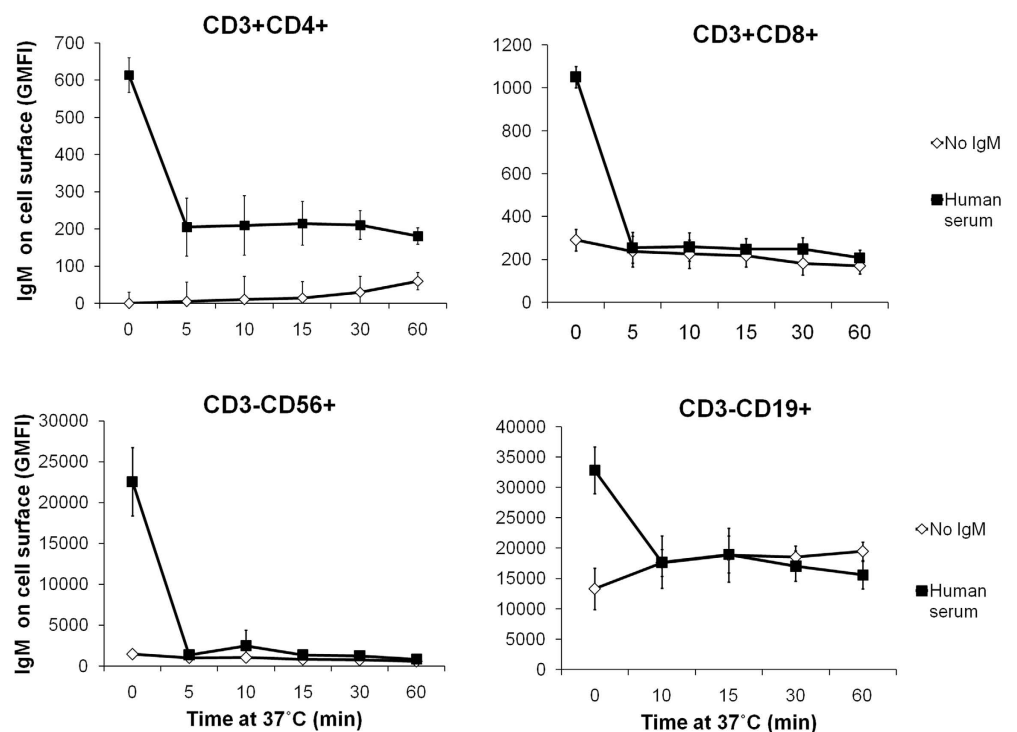 CD3+CD4+
IgM on cell surface (GMFI)
700
600
500
400
300
200
100
0
0 5 10 15 30 60
CD3+CD8+
1200
1000
800
600
400
200
0
0 5 10 15 30 60
No IgM
Human
serum
CD3-CD56+
IgM on cell surface (GMFI)
30000
25000
20000
15000
10000
5000
0
0 5 10 15 30 60
Time at 37˚C (min)
CD3-CD19+
40000
35000
30000
25000
20000
15000
10000
5000
0
0 10 15 30 60
Time at 37˚C (min)
No IgM
Human
serum